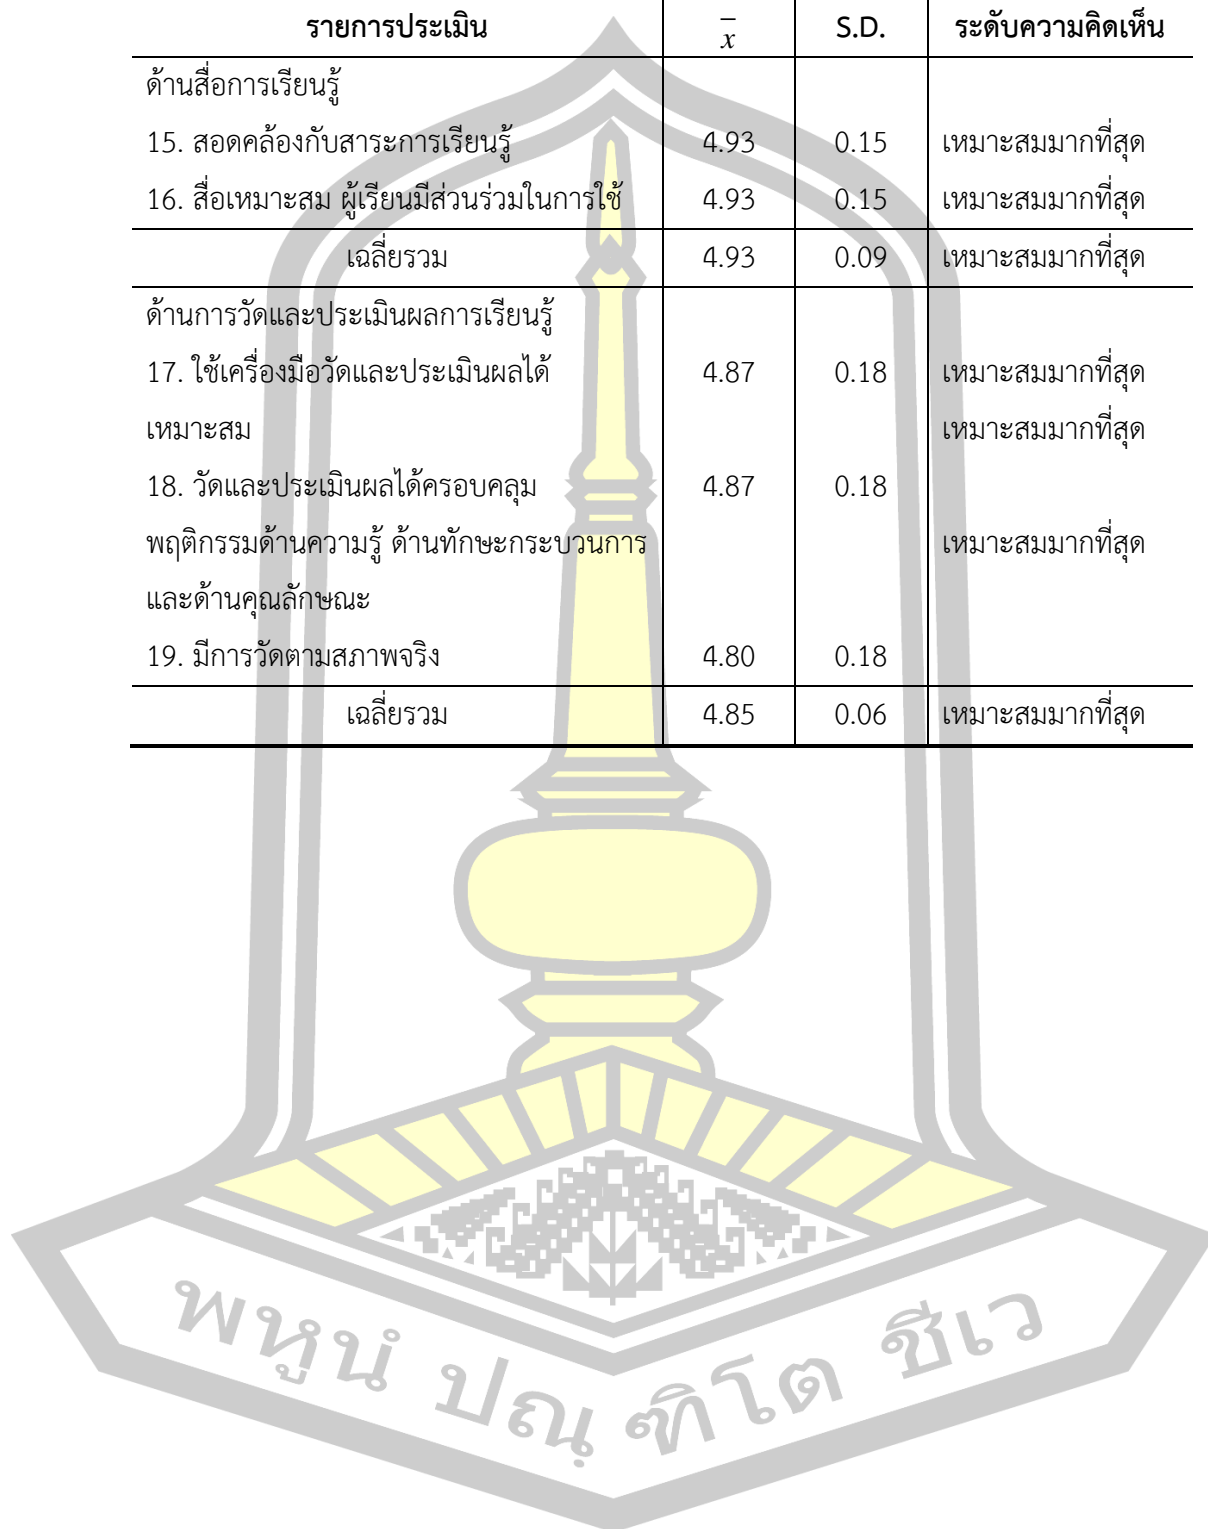 รายการประเมิน x̄ S.D. ระดับความคิดเห็น
ด้านสื่อการเรียนรู้
15. สอดคล้องกับสาระการเรียนรู้ 4.93 0.15 เหมาะสมมากที่สุด
16. สื่อเหมาะสม ผู้เรียนมีส่วนร่วมในการใช้ 4.93 0.15 เหมาะสมมากที่สุด
เฉลี่ยรวม 4.93 0.09 เหมาะสมมากที่สุด
ด้านการวัดและประเมินผลการเรียนรู้
17. ใช้เครื่องมือวัดและประเมินผลได้ 4.87 0.18 เหมาะสมมากที่สุด
เหมาะสม เหมาะสมมากที่สุด
18. วัดและประเมินผลได้ครอบคลุม 4.87 0.18
พฤติกรรมด้านความรู้ ด้านทักษะกระบวนการ เหมาะสมมากที่สุด
และด้านคุณลักษณะ
19. มีการวัดตามสภาพจริง 4.80 0.18
เฉลี่ยรวม 4.85 0.06 เหมาะสมมากที่สุด
พหูนํ ปณฺฑิโต ชีเว